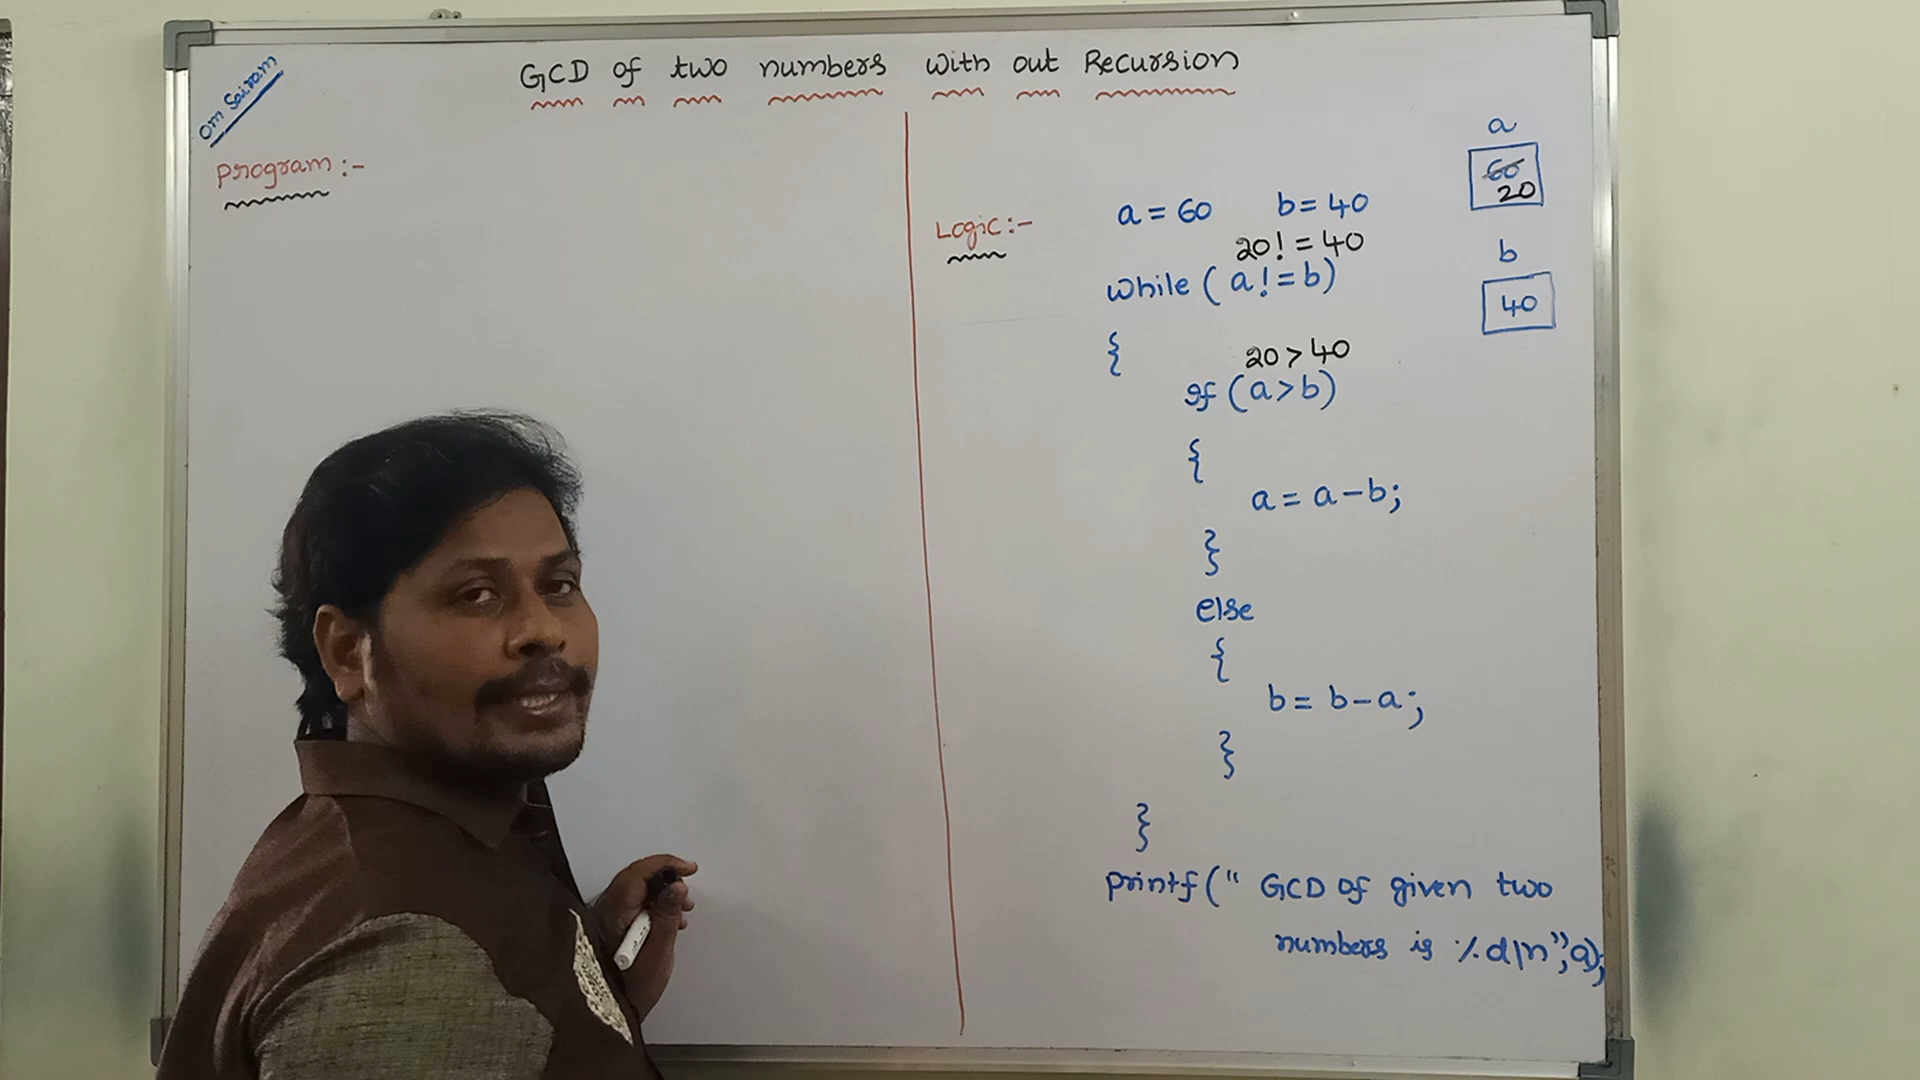 GCD of two numbers with out Recursion
Om Sairam
Program:-
Logic:-
a = 60 b = 40
20! = 40
while ( a! = b)
{
20 > 40
if (a > b)
{
a = a - b;
}
else
{
b = b - a;
}
}
printf (" GCD of given two
numbers is %d\n", a);
a
60
20
b
40